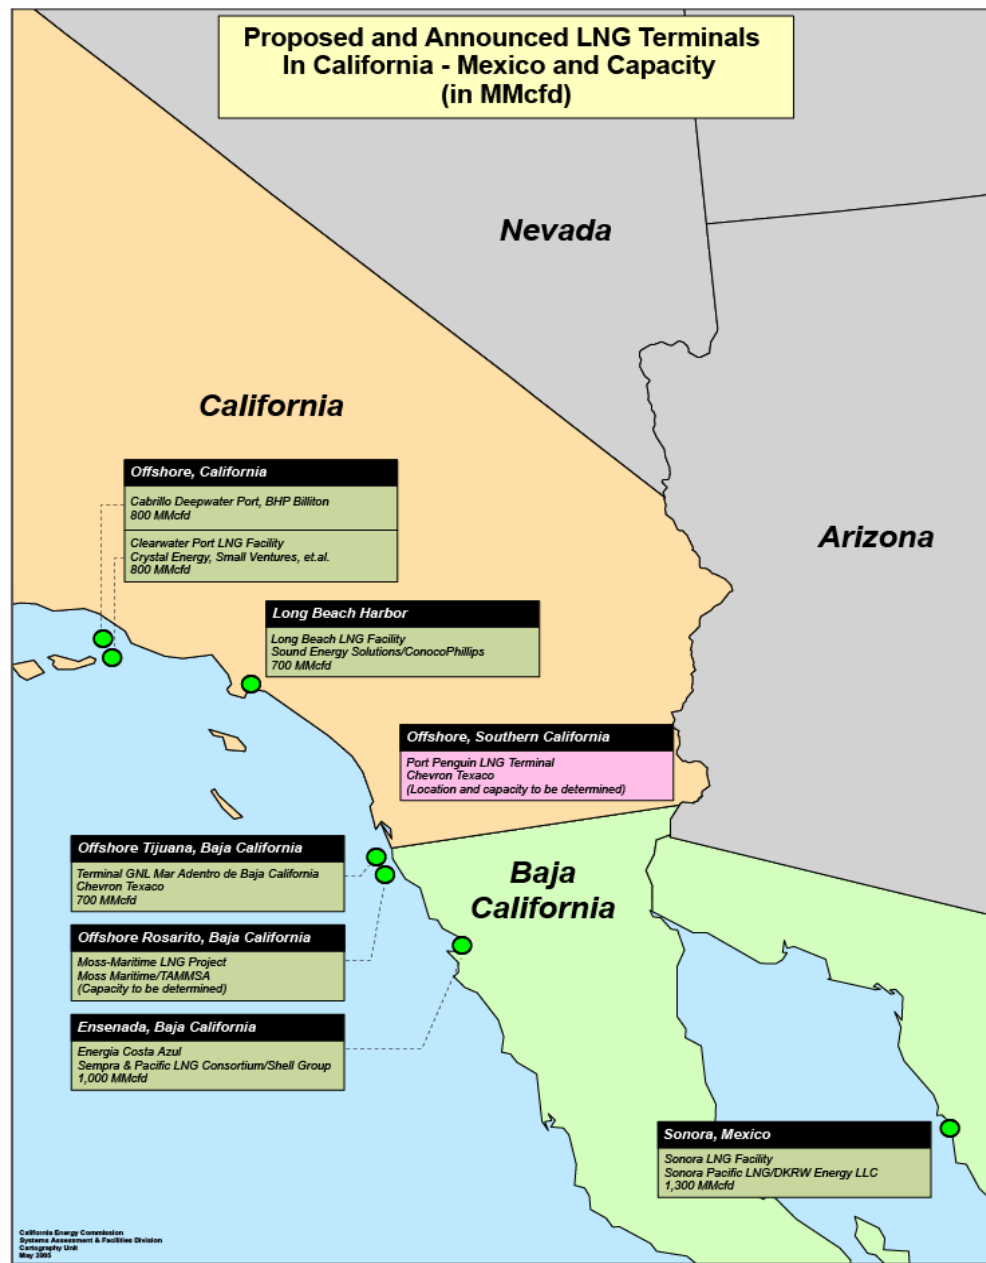 Proposed and Announced LNG Terminals
In California - Mexico and Capacity
(in MMcfd)
Nevada
California
Arizona
Offshore, California
Cabrillo Deepwater Port, BHP Billiton
800 MMcfd
Clearwater Port LNG Facility
Crystal Energy, Small Ventures, et.al.
800 MMcfd
Long Beach Harbor
Long Beach LNG Facility
Sound Energy Solutions/ConocoPhillips
700 MMcfd
Offshore, Southern California
Port Penguin LNG Terminal
Chevron Texaco
(Location and capacity to be determined)
Offshore Tijuana, Baja California
Terminal GNL Mar Adentro de Baja California
Chevron Texaco
700 MMcfd
Baja
California
Offshore Rosarito, Baja California
Moss-Maritime LNG Project
Moss Maritime/TAMMSA
(Capacity to be determined)
Ensenada, Baja California
Energia Costa Azul
Sempra & Pacific LNG Consortium/Shell Group
1,000 MMcfd
Sonora, Mexico
Sonora LNG Facility
Sonora Pacific LNG/DKRW Energy LLC
1,300 MMcfd
California Energy Commission
Systems Assessment & Facilities Division
Cartography Unit
May 2005